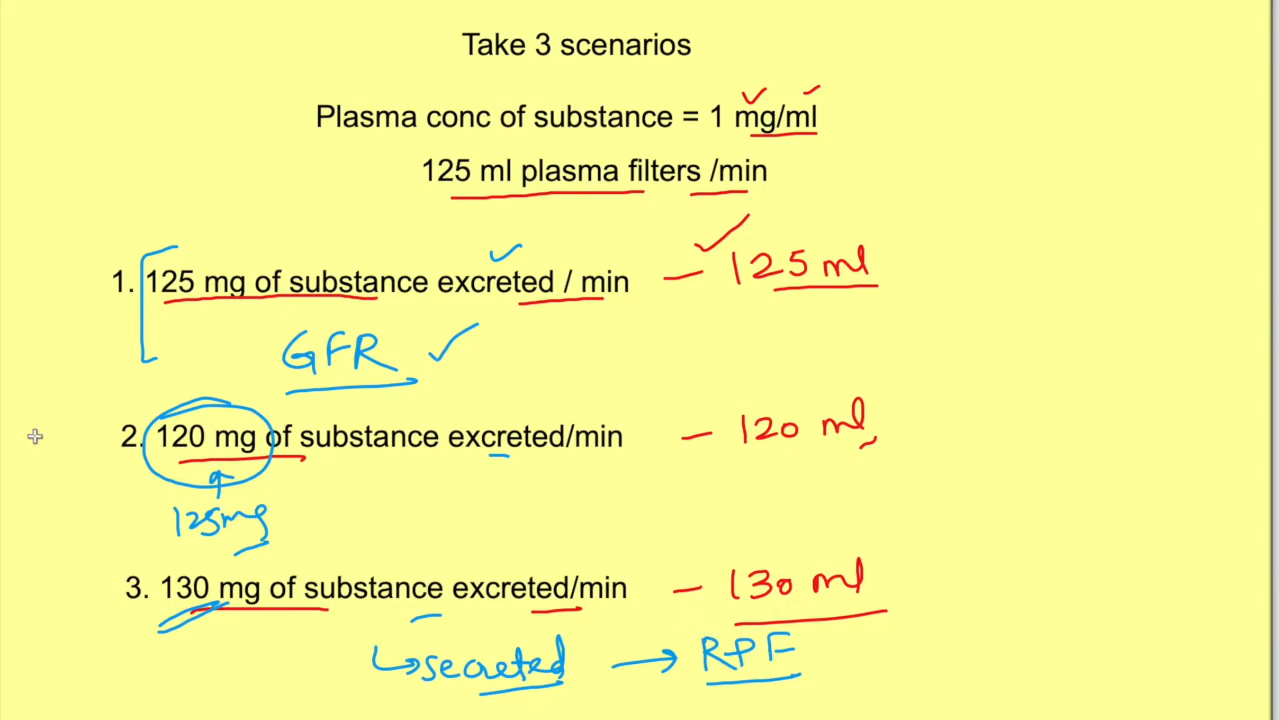 Take 3 scenarios
Plasma conc of substance = 1 mg/ml
125 ml plasma filters /min
1. 125 mg of substance excreted / min – 125 ml
GFR
2. 120 mg of substance excreted/min – 120 ml
125mg
3. 130 mg of substance excreted/min – 130 ml
↳secreted → RPF